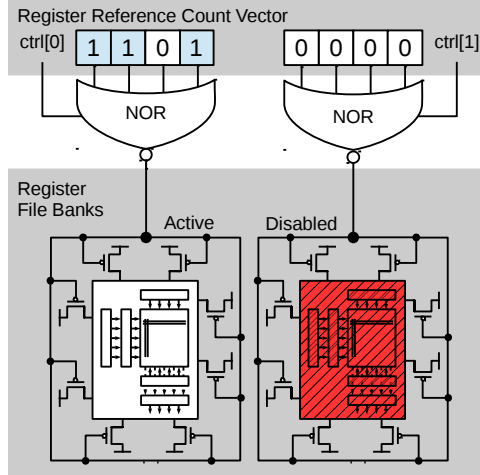 Register Reference Count Vector
ctrl[0] 1 1 0 1 0 0 0 0 ctrl[1]
NOR NOR
Register
File Banks
Active Disabled